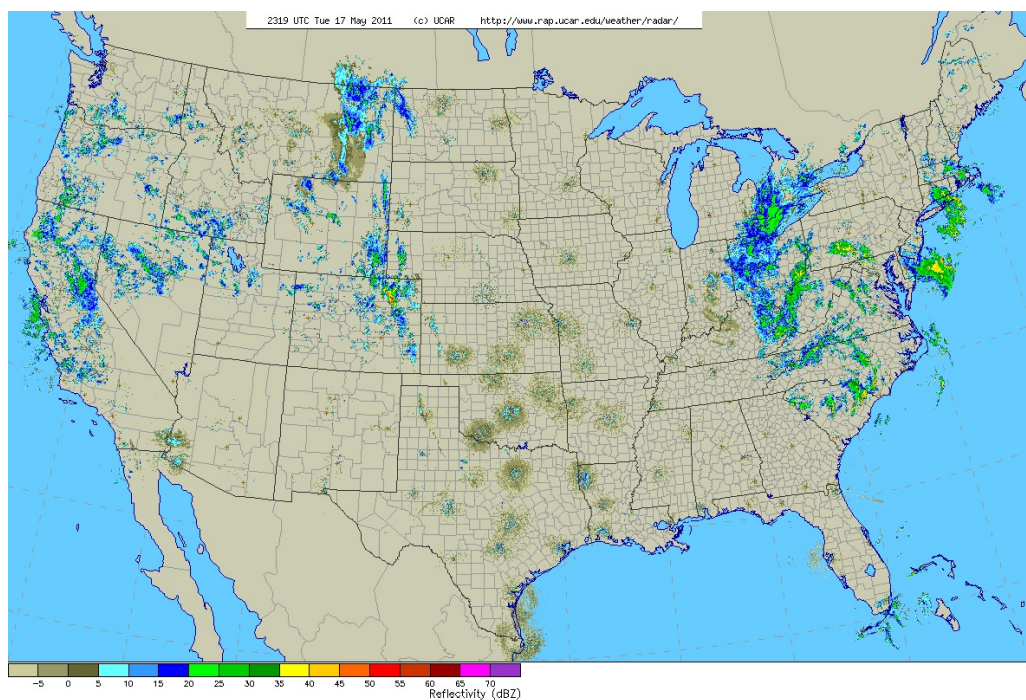 2319 UTC Tue 17 May 2011 (c) UCAR http://www.rap.ucar.edu/weather/radar/
-5 0 5 10 15 20 25 30 35 40 45 50 55 60 65 70
Reflectivity (dBZ)